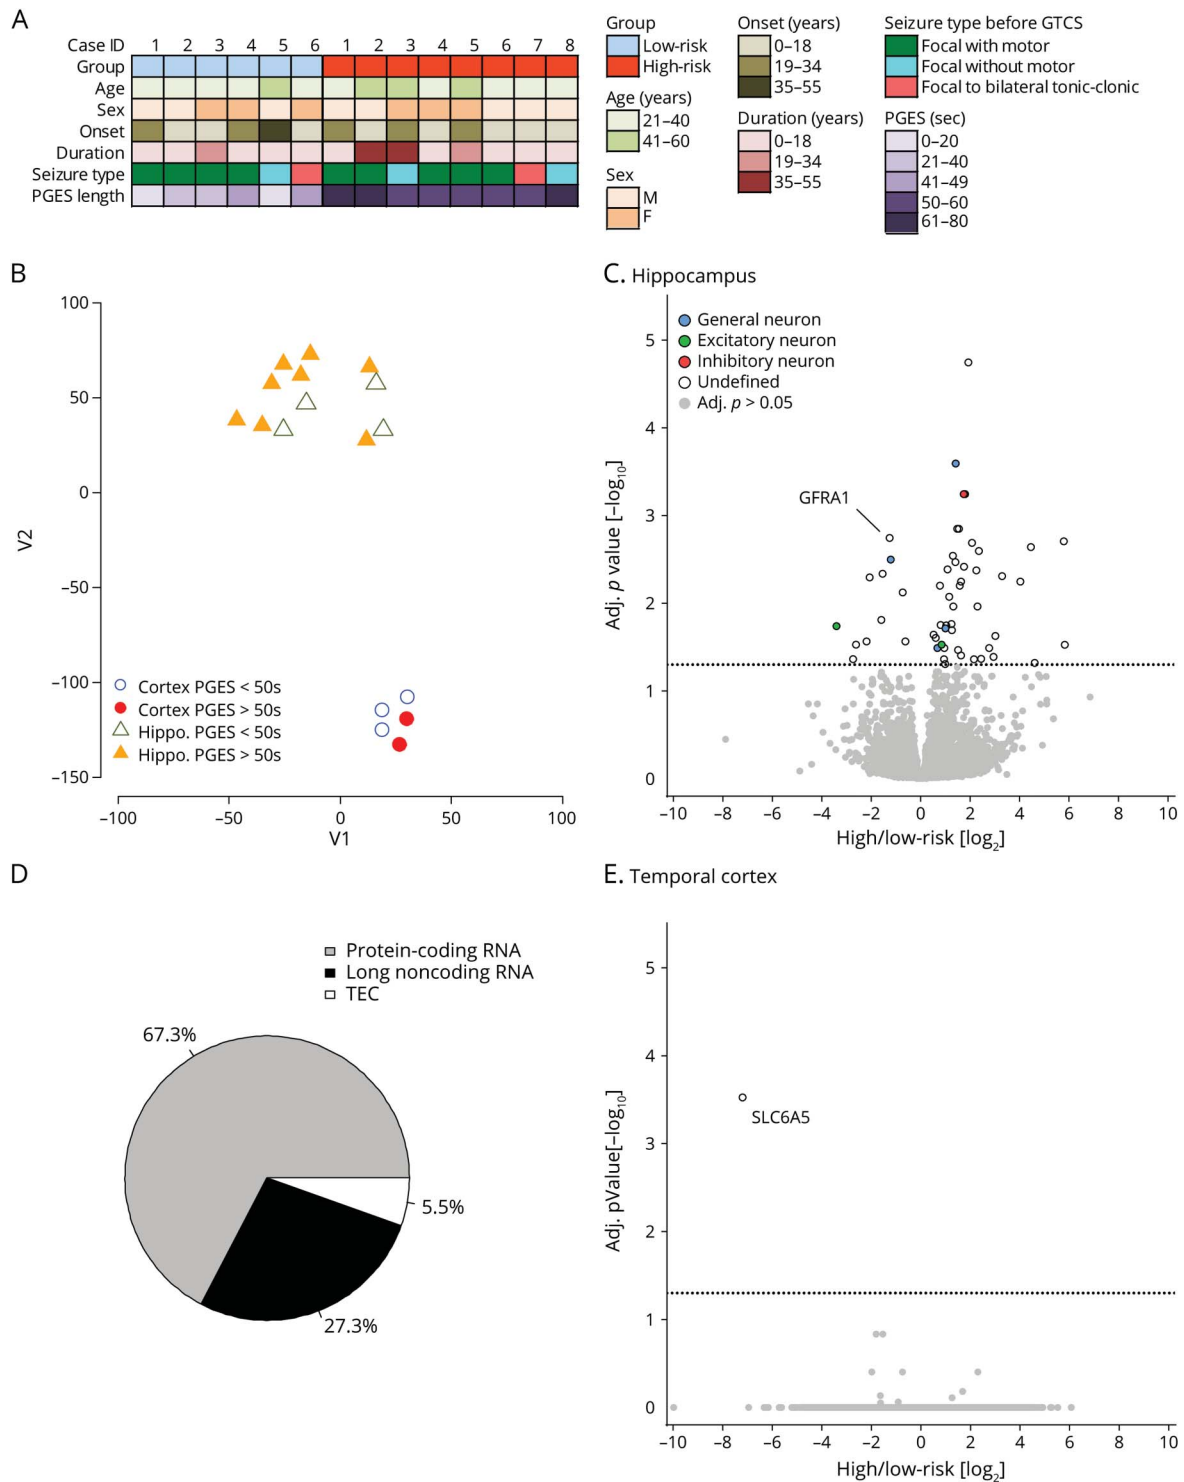 A
Case ID 1 2 3 4 5 6 1 2 3 4 5 6 7 8
Group
Age
Sex
Onset
Duration
Seizure type
PGES length
Group
Low-risk
High-risk
Age (years)
21–40
41–60
Sex
M
F
Onset (years)
0–18
19–34
35–55
Duration (years)
0–18
19–34
35–55
Seizure type before GTCS
Focal with motor
Focal without motor
Focal to bilateral tonic-clonic
PGES (sec)
0–20
21–40
41–49
50–60
61–80
B
100
50
0
−50
−100
−150
V2
Cortex PGES < 50s
Cortex PGES > 50s
Hippo. PGES < 50s
Hippo. PGES > 50s
−100 −50 0 50 100
V1
C. Hippocampus
General neuron
Excitatory neuron
Inhibitory neuron
Undefined
Adj. p > 0.05
GFRA1
5
4
3
2
1
0
Adj. p value [−log10]
−10 −8 −6 −4 −2 0 2 4 6 8 10
High/low-risk [log2]
D
Protein-coding RNA
Long noncoding RNA
TEC
67.3%
5.5%
27.3%
E. Temporal cortex
5
4
3
2
1
0
Adj. pValue[−log10]
SLC6A5
−10 −8 −6 −4 −2 0 2 4 6 8 10
High/low-risk [log2]